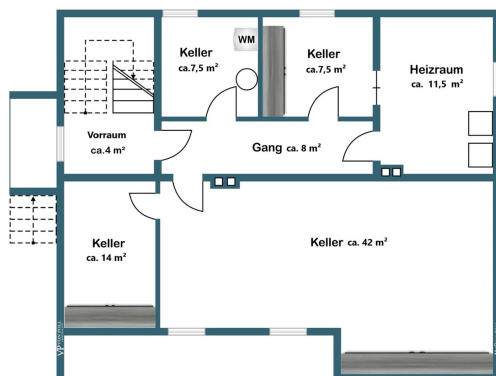 Keller
ca.7,5 m²
WM
Keller
ca.7,5 m²
Heizraum
ca. 11,5 m²
Vorraum
ca.4 m²
Gang ca. 8 m²
Keller
ca. 14 m²
Keller ca. 42 m²